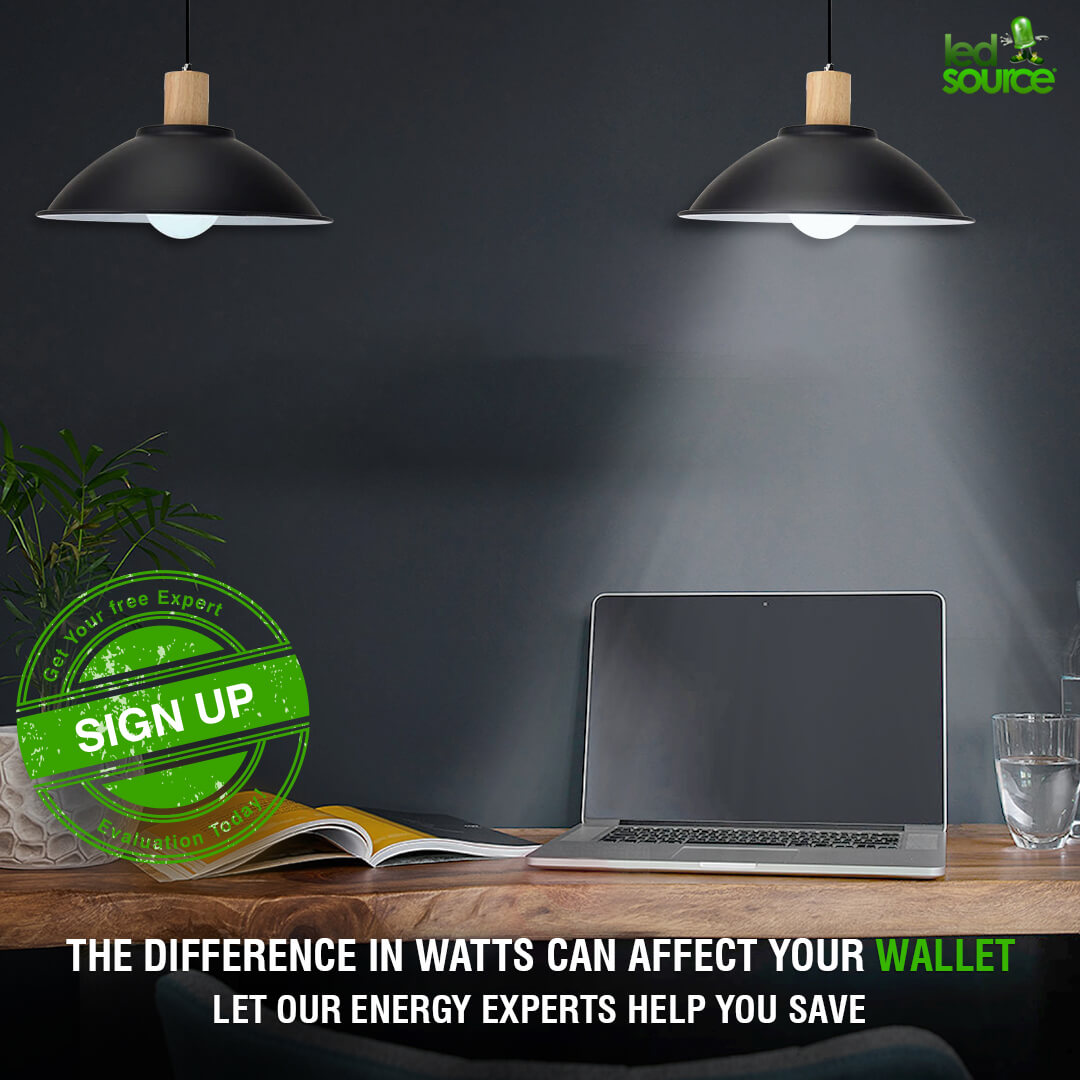 led
source
Get Your free Expert
SIGN UP
Evaluation Today!
THE DIFFERENCE IN WATTS CAN AFFECT YOUR WALLET
LET OUR ENERGY EXPERTS HELP YOU SAVE